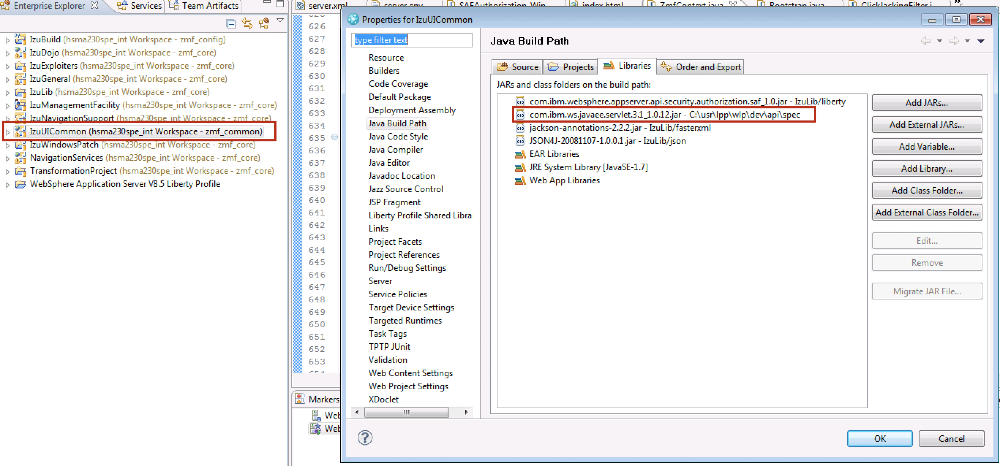 Enterprise Explorer
Services
Team Artifacts
IzuBuild (hsma230spe_int Workspace - zmf_config)
IzuDojo (hsma230spe_int Workspace - zmf_core)
IzuExploiters (hsma230spe_int Workspace - zmf_core)
IzuGeneral (hsma230spe_int Workspace - zmf_core)
IzuLib (hsma230spe_int Workspace - zmf_core)
IzuManagementFacility (hsma230spe_int Workspace - zmf_core)
IzuNavigationSupport (hsma230spe_int Workspace - zmf_core)
IzuUICommon (hsma230spe_int Workspace - zmf_common)
IzuWindowsPatch (hsma230spe_int Workspace - zmf_core)
NavigationServices (hsma230spe_int Workspace - zmf_core)
TransformationProject (hsma230spe_int Workspace - zmf_core)
WebSphere Application Server V8.5 Liberty Profile
server.xml
server.env
SAFAuthorization_Win
index.html
ZmfContext.java
Bootstrap.java
ClickJackingFilter.j
626
627
628
629
630
631
632
633
634
635
636
637
638
639
640
641
642
643
644
645
646
647
648
649
650
651
652
653
654
Markers
Web
Web
Properties for IzuUICommon
type filter text
Resource
Builders
Code Coverage
Default Package
Deployment Assembly
Java Build Path
Java Code Style
Java Compiler
Java Editor
Javadoc Location
Jazz Source Control
JSP Fragment
Liberty Profile Shared Libra
Links
Project Facets
Project References
Run/Debug Settings
Server
Service Policies
Target Device Settings
Targeted Runtimes
Task Tags
TPTP JUnit
Validation
Web Content Settings
Web Project Settings
XDoclet
Java Build Path
Source
Projects
Libraries
Order and Export
JARs and class folders on the build path:
com.ibm.websphere.appserver.api.security.authorization.saf_1.0.jar - IzuLib/liberty
com.ibm.ws.javaee.servlet.3.1_1.0.12.jar - C:\usr\lpp\wlp\dev\api\spec
jackson-annotations-2.2.2.jar - IzuLib/fasterxml
JSON4J-20081107-1.0.0.1.jar - IzuLib/json
EAR Libraries
JRE System Library [JavaSE-1.7]
Web App Libraries
Add JARs...
Add External JARs...
Add Variable...
Add Library...
Add Class Folder...
Add External Class Folder...
Edit...
Remove
Migrate JAR File...
OK
Cancel